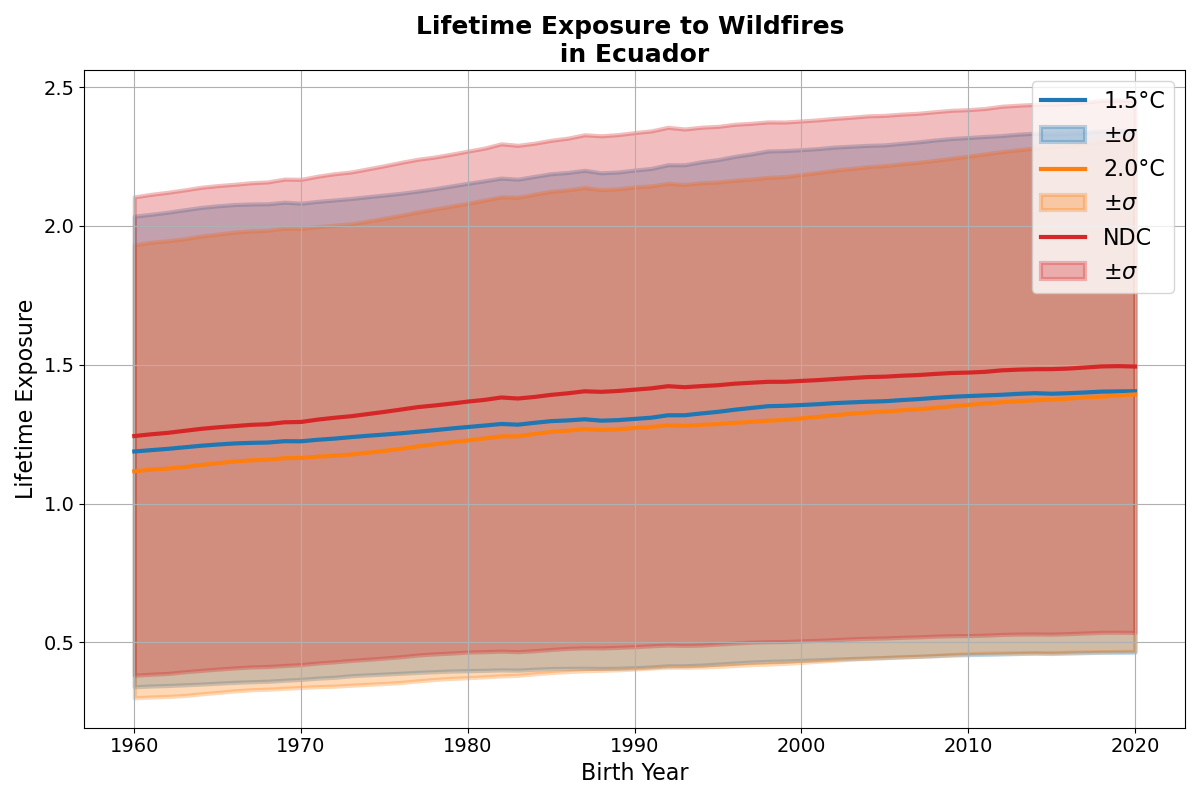 Lifetime Exposure to Wildfires
in Ecuador
2.5
2.0
1.5
1.0
0.5
Lifetime Exposure
1960
1970
1980
1990
2000
2010
2020
Birth Year
1.5°C
±σ
2.0°C
±σ
NDC
±σ